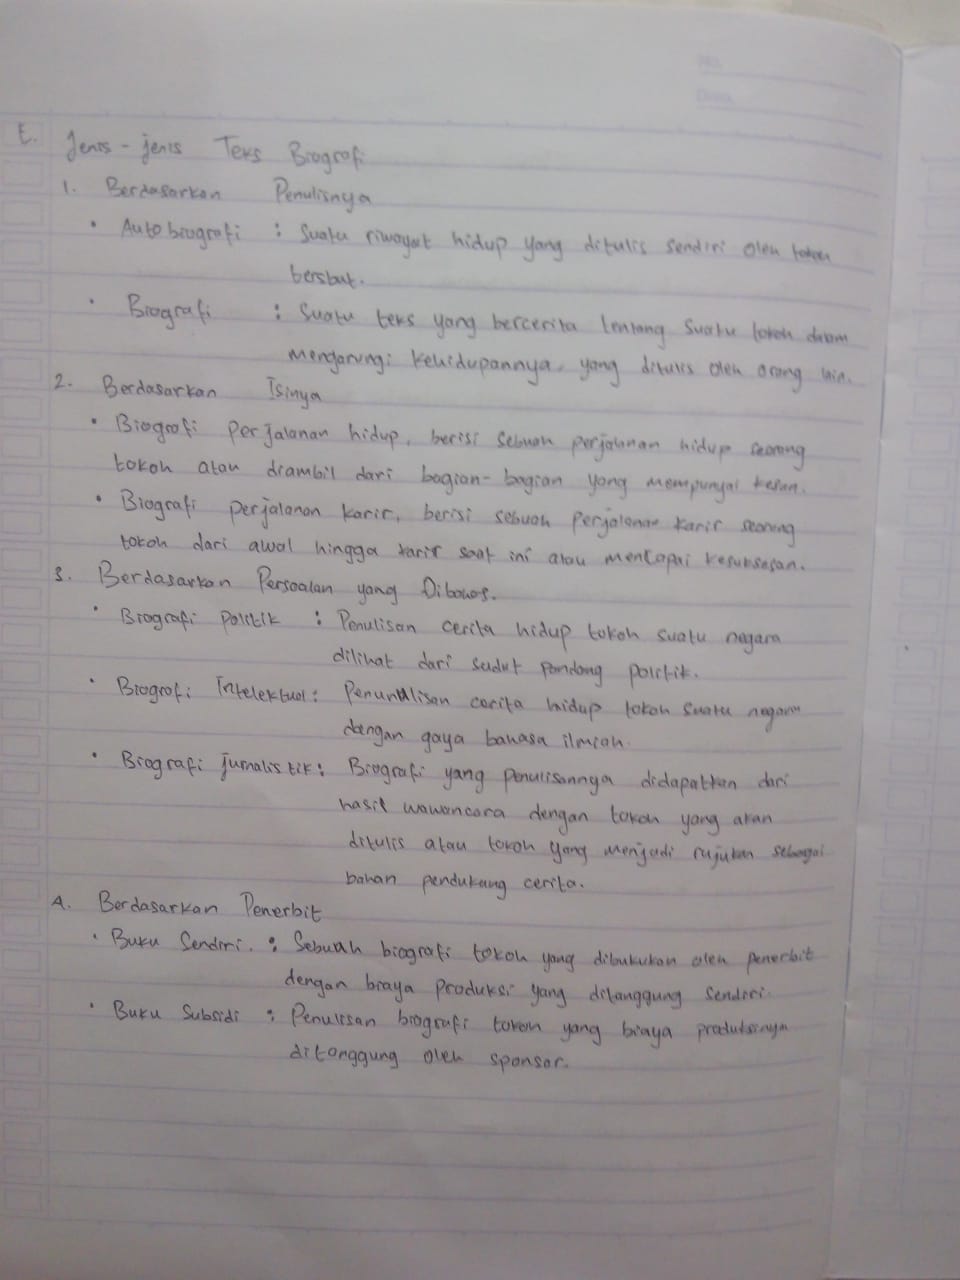 No.
Date.
E. Jenis - jenis Teks Biografi
1. Berdasarkan Penulisnya
• Autobiografi : Suatu riwayat hidup yang ditulis sendiri oleh tokoh
tersbut.
• Biografi : Suatu teks yang bercerita tentang Suatu tokoh dalam
mengarungi kehidupannya, yang ditulis oleh orang lain.
2. Berdasarkan Isinya
• Biografi perjalanan hidup, berisi sebuah perjalanan hidup seorang
tokoh atau diambil dari bagian-bagian yang mempunyai kesan.
• Biografi perjalanan karir, berisi sebuah perjalanan karir seorang
tokoh dari awal hingga karir saat ini atau mencapai kesuksesan.
3. Berdasarkan Persoalan yang Dibahas.
• Biografi politik : Penulisan cerita hidup tokoh suatu negara
dilihat dari sudut pandang politik.
• Biografi Intelektual : Penulisan cerita hidup tokoh suatu negara
dengan gaya bahasa ilmiah.
• Biografi jurnalistik : Biografi yang penulisannya didapatkan dari
hasil wawancara dengan tokoh yang akan
ditulis atau tokoh yang menjadi rujukan sebagai
bahan pendukung cerita.
4. Berdasarkan Penerbit
• Buku Sendiri. : Sebuah biografi tokoh yang dibukukan oleh penerbit
dengan biaya produksi yang ditanggung sendiri.
• Buku Subsidi : Penulisan biografi tokoh yang biaya produksinya
ditanggung oleh sponsor.